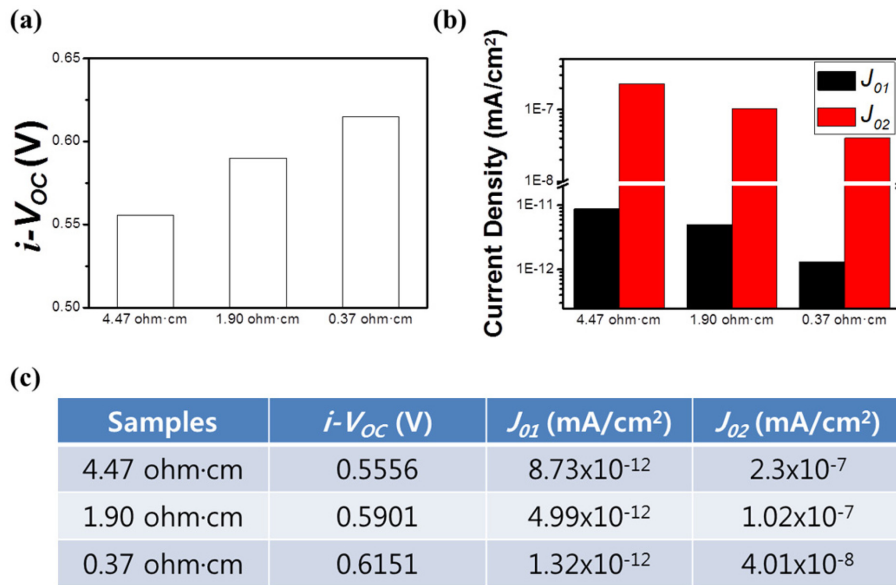 (a)
i-V_OC (V)
0.65
0.60
0.55
0.50
4.47 ohm·cm 1.90 ohm·cm 0.37 ohm·cm
(b)
Current Density (mA/cm²)
J_01
J_02
1E-7
1E-8
1E-11
1E-12
4.47 ohm·cm 1.90 ohm·cm 0.37 ohm·cm
(c)
Samples i-V_OC (V) J_01 (mA/cm²) J_02 (mA/cm²)
4.47 ohm·cm 0.5556 8.73x10⁻¹² 2.3x10⁻⁷
1.90 ohm·cm 0.5901 4.99x10⁻¹² 1.02x10⁻⁷
0.37 ohm·cm 0.6151 1.32x10⁻¹² 4.01x10⁻⁸